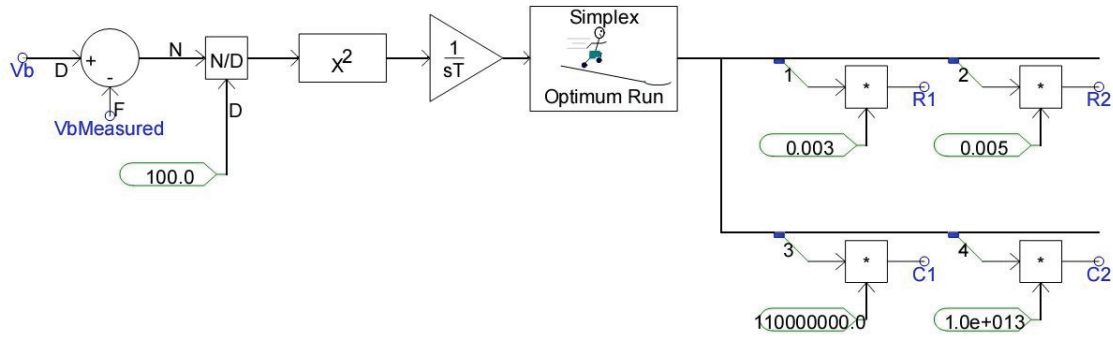 Vb
D
+
-
F
VbMeasured
N
N/D
D
100.0
X²
1
sT
Simplex
Optimum Run
1
*
R1
0.003
2
*
R2
0.005
3
*
C1
110000000.0
4
*
C2
1.0e+013